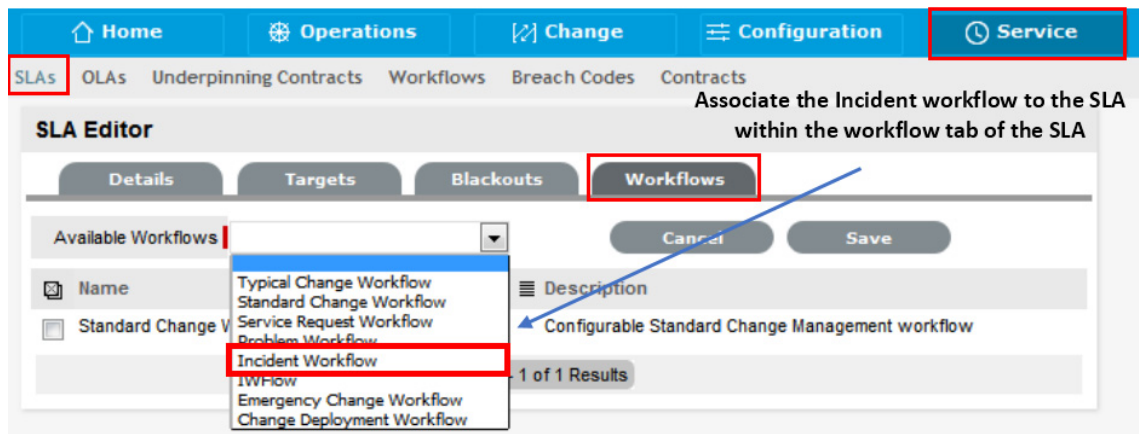 Home Operations Change Configuration Service
SLAs OLAs Underpinning Contracts Workflows Breach Codes Contracts
Associate the Incident workflow to the SLA
within the workflow tab of the SLA
SLA Editor
Details Targets Blackouts Workflows
Available Workflows Cancel Save
Name Description
Typical Change Workflow
Standard Change Workflow
Service Request Workflow
Standard Change W Configurable Standard Change Management workflow
Problem Workflow
Incident Workflow
IWFlow
1 of 1 Results
Emergency Change Workflow
Change Deployment Workflow